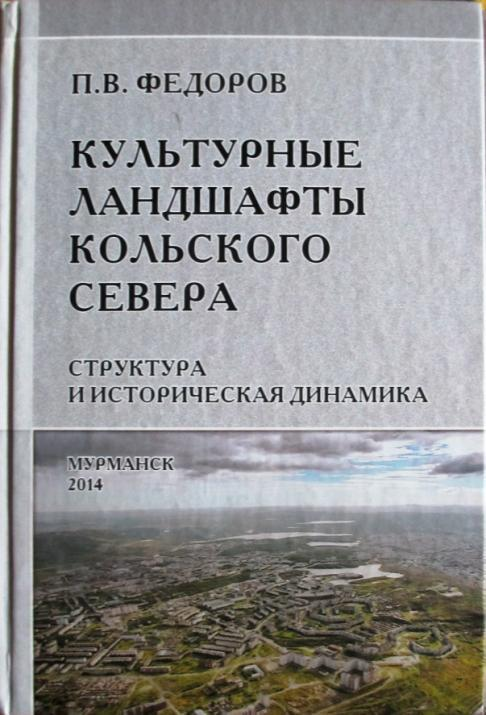 П.В. ФЕДОРОВ
КУЛЬТУРНЫЕ
ЛАНДШАФТЫ
КОЛЬСКОГО
СЕВЕРА
СТРУКТУРА
И ИСТОРИЧЕСКАЯ ДИНАМИКА
МУРМАНСК
2014